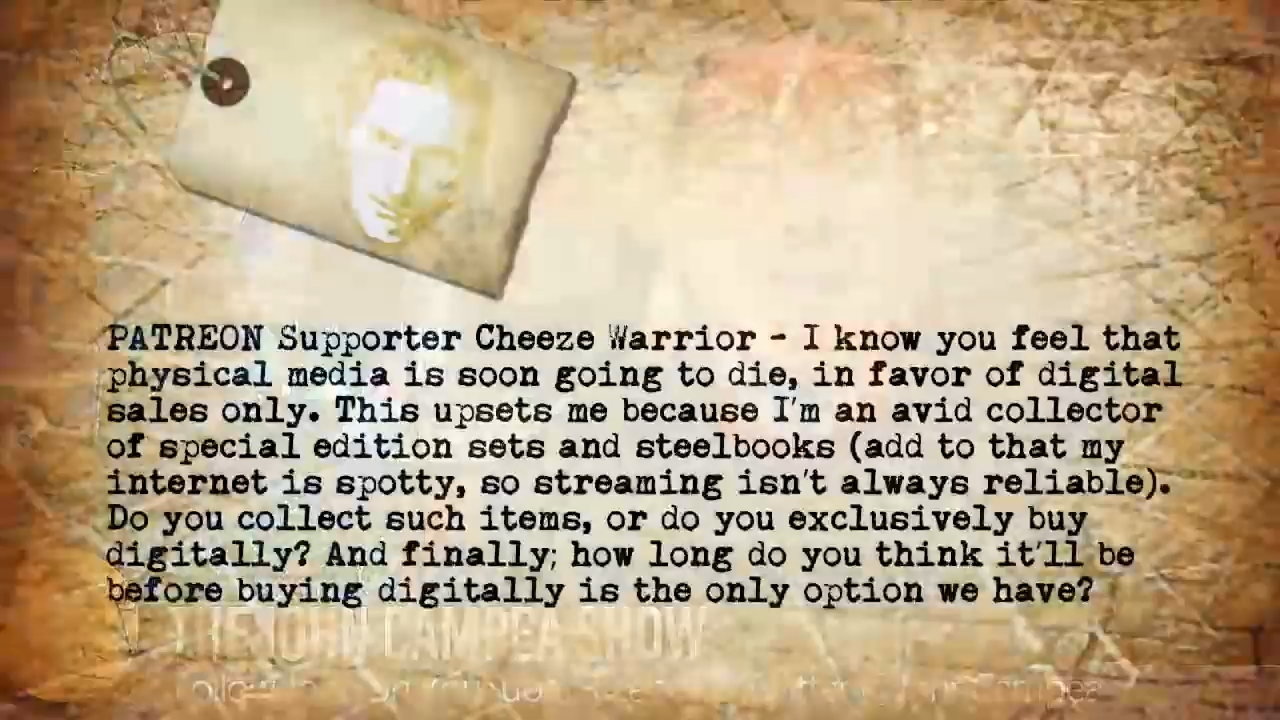 PATREON Supporter Cheeze Warrior - I know you feel that
physical media is soon going to die, in favor of digital
sales only. This upsets me because I'm an avid collector
of special edition sets and steelbooks (add to that my
internet is spotty, so streaming isn't always reliable).
Do you collect such items, or do you exclusively buy
digitally? And finally; how long do you think it'll be
before buying digitally is the only option we have?
THE JOHN CAMPEA SHOW